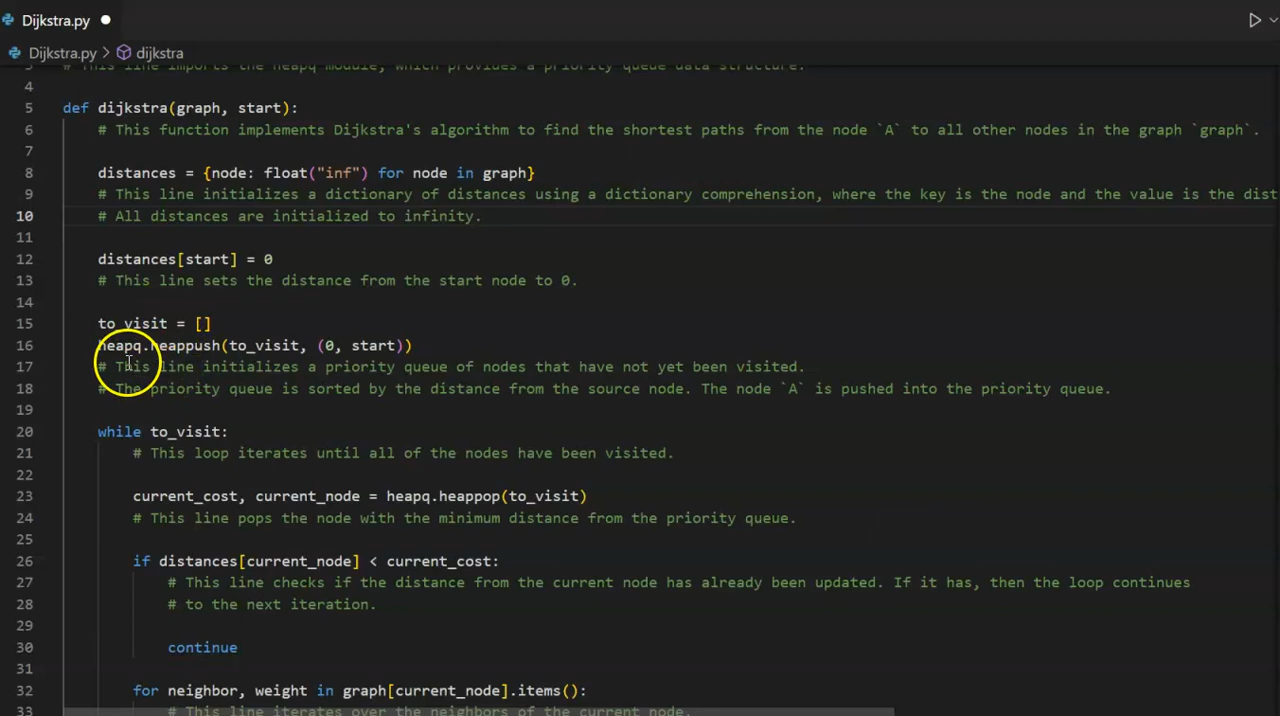 Dijkstra.py
Dijkstra.py > dijkstra
# This line imports the heapq module, which provides a priority queue data structure.
4
5 def dijkstra(graph, start):
6 # This function implements Dijkstra's algorithm to find the shortest paths from the node `A` to all other nodes in the graph `graph`.
7
8 distances = {node: float("inf") for node in graph}
9 # This line initializes a dictionary of distances using a dictionary comprehension, where the key is the node and the value is the dist
10 # All distances are initialized to infinity.
11
12 distances[start] = 0
13 # This line sets the distance from the start node to 0.
14
15 to_visit = []
16 heapq.heappush(to_visit, (0, start))
17 # This line initializes a priority queue of nodes that have not yet been visited.
18 # The priority queue is sorted by the distance from the source node. The node `A` is pushed into the priority queue.
19
20 while to_visit:
21 # This loop iterates until all of the nodes have been visited.
22
23 current_cost, current_node = heapq.heappop(to_visit)
24 # This line pops the node with the minimum distance from the priority queue.
25
26 if distances[current_node] < current_cost:
27 # This line checks if the distance from the current node has already been updated. If it has, then the loop continues
28 # to the next iteration.
29
30 continue
31
32 for neighbor, weight in graph[current_node].items():
33 # This line iterates over the neighbors of the current node.